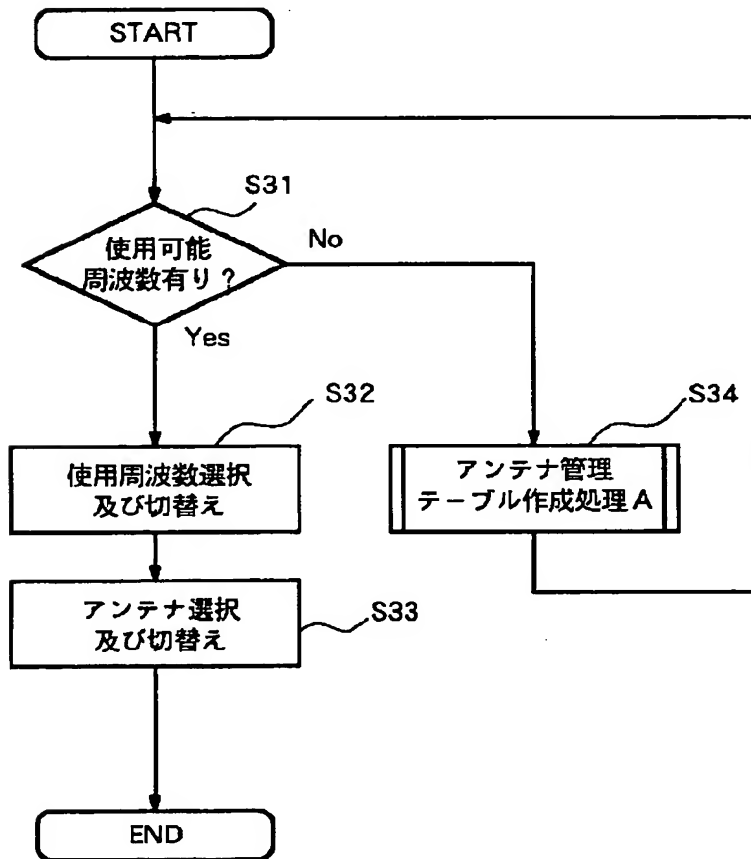 START
S31
使用可能
周波数有り?
No
Yes
S32
使用周波数選択
及び切替え
S34
アンテナ管理
テーブル作成処理A
アンテナ選択
及び切替え
S33
END